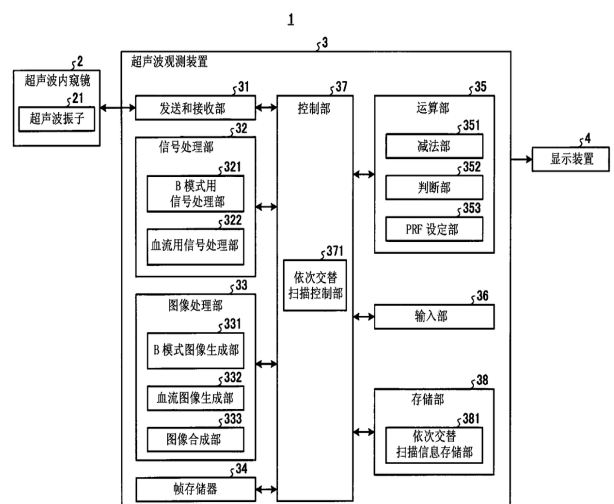 1
3
超声波观测装置
2
超声波内窥镜
21
超声波振子
31
发送和接收部
32
信号处理部
321
B 模式用
信号处理部
322
血流用信号处理部
33
图像处理部
331
B 模式图像生成部
332
血流图像生成部
333
图像合成部
34
帧存储器
37
控制部
371
依次交替
扫描控制部
35
运算部
351
减法部
352
判断部
353
PRF 设定部
36
输入部
38
存储部
381
依次交替
扫描信息存储部
4
显示装置